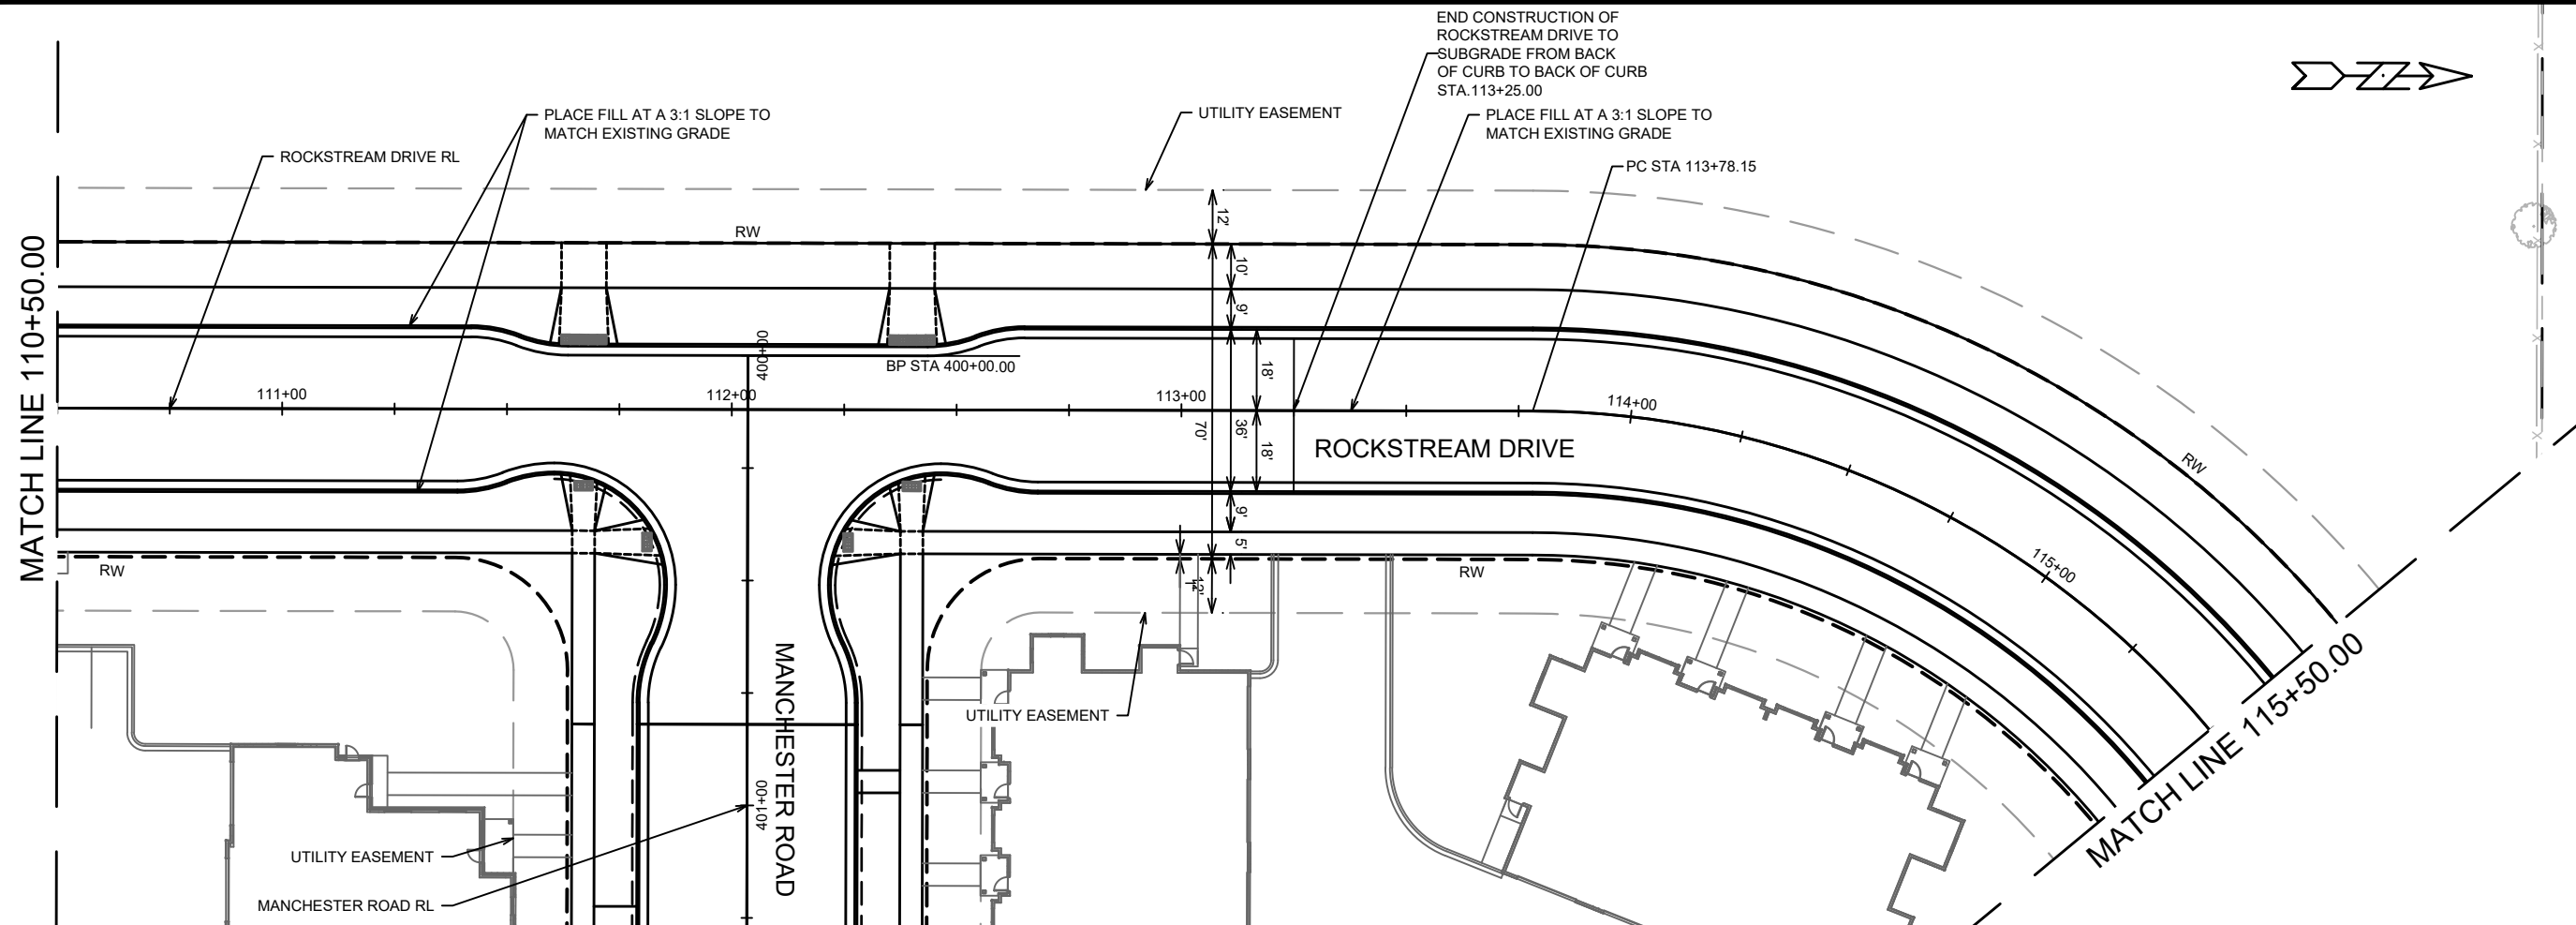 END CONSTRUCTION OF
ROCKSTREAM DRIVE TO
SUBGRADE FROM BACK
OF CURB TO BACK OF CURB
STA.113+25.00
PLACE FILL AT A 3:1 SLOPE TO
MATCH EXISTING GRADE
UTILITY EASEMENT
PLACE FILL AT A 3:1 SLOPE TO
MATCH EXISTING GRADE
ROCKSTREAM DRIVE RL
PC STA 113+78.15
Z
RW
12'
10'
9'
MATCH LINE 110+50.00
400+00
BP STA 400+00.00
18'
111+00
112+00
113+00
114+00
70'
36'
18'
ROCKSTREAM DRIVE
RW
9'
5'
1'
12'
RW
RW
115+00
MANCHESTER ROAD
UTILITY EASEMENT
MATCH LINE 115+50.00
401+00
UTILITY EASEMENT
MANCHESTER ROAD RL